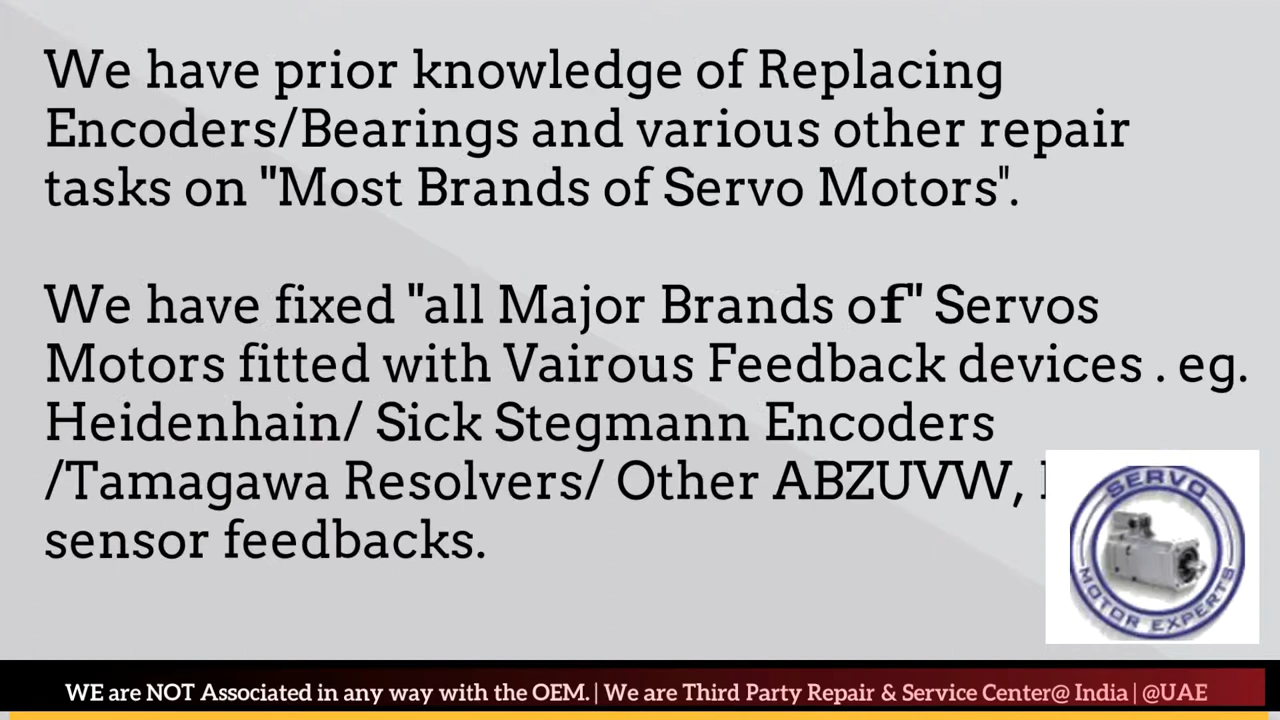 We have prior knowledge of Replacing
Encoders/Bearings and various other repair
tasks on "Most Brands of Servo Motors".
We have fixed "all Major Brands of" Servos
Motors fitted with Vairous Feedback devices . eg.
Heidenhain/ Sick Stegmann Encoders
/Tamagawa Resolvers/ Other ABZUVW,
sensor feedbacks.
SERVO
MOTOR EXPERTS
WE are NOT Associated in any way with the OEM. | We are Third Party Repair & Service Center@ India | @UAE